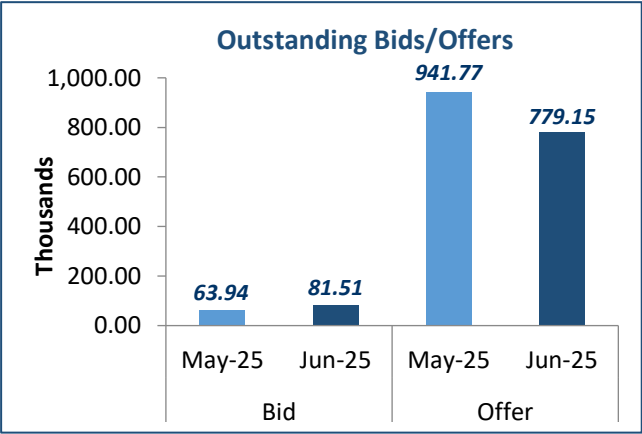 Outstanding Bids/Offers
Thousands
1,000.00
800.00
600.00
400.00
200.00
0.00
63.94
81.51
941.77
779.15
May-25 Jun-25 May-25 Jun-25
Bid Offer